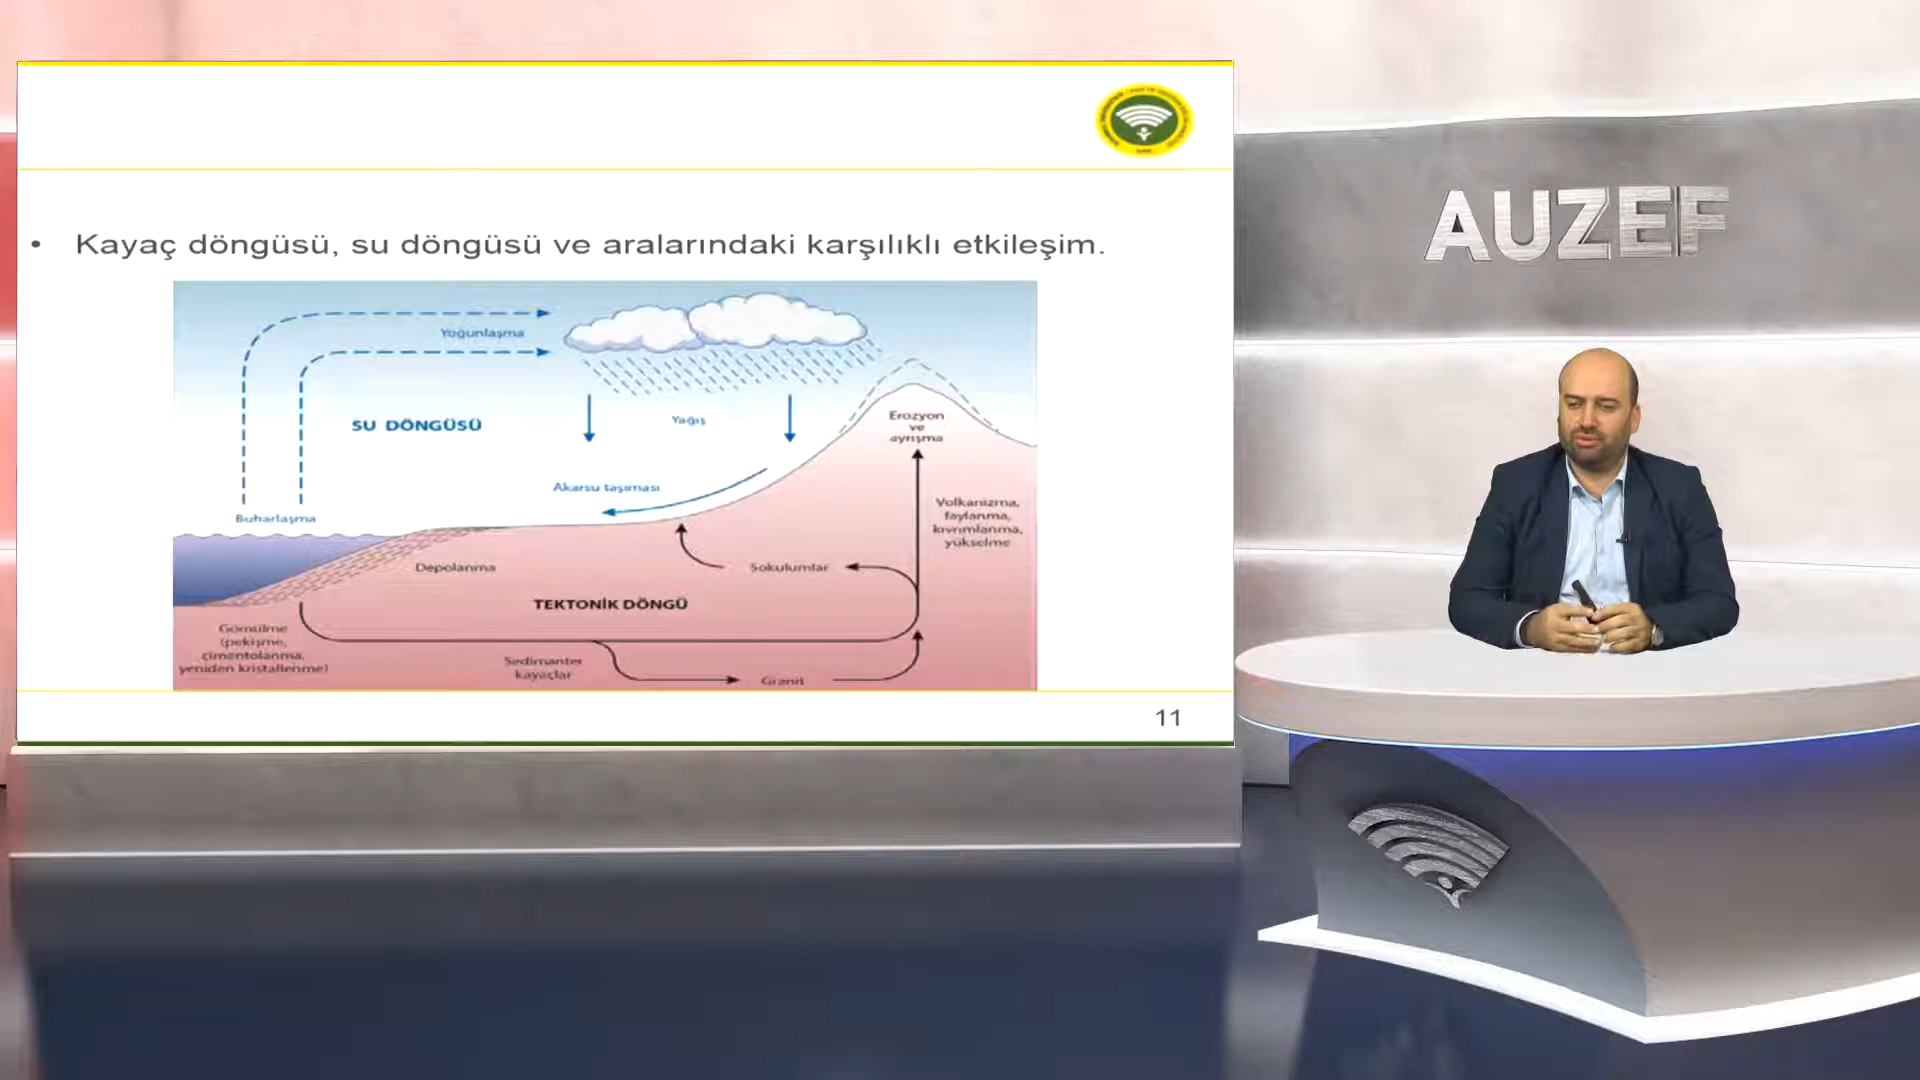 • Kayaç döngüsü, su döngüsü ve aralarındaki karşılıklı etkileşim.
Yoğunlaşma
SU DÖNGÜSÜ
Yağış
Erozyon
ve
ayrışma
Akarsu taşıması
Buharlaşma
Volkanizma,
faylanma,
kıvrımlanma,
yükselme
Depolanma
Sokulumlar
TEKTONİK DÖNGÜ
Gömülme
(pekişme,
çimentolanma,
yeniden kristallenme)
Sedimanter
kayaçlar
Granit
11
AUZEF